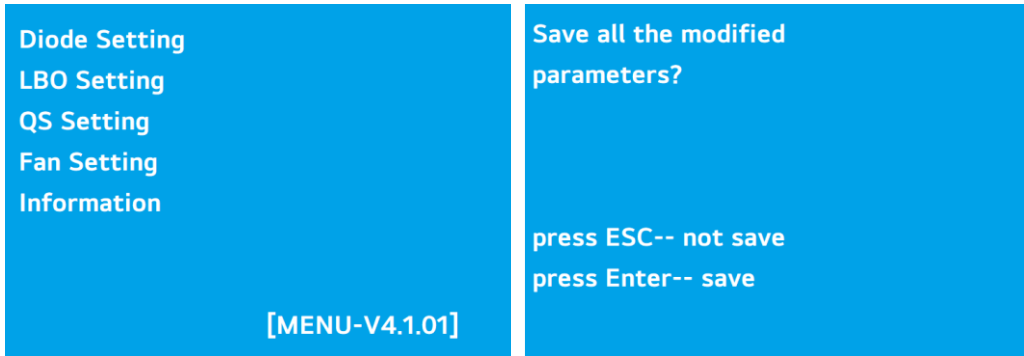 Diode Setting
LBO Setting
QS Setting
Fan Setting
Information
[MENU-V4.1.01]
Save all the modified
parameters?
press ESC-- not save
press Enter-- save